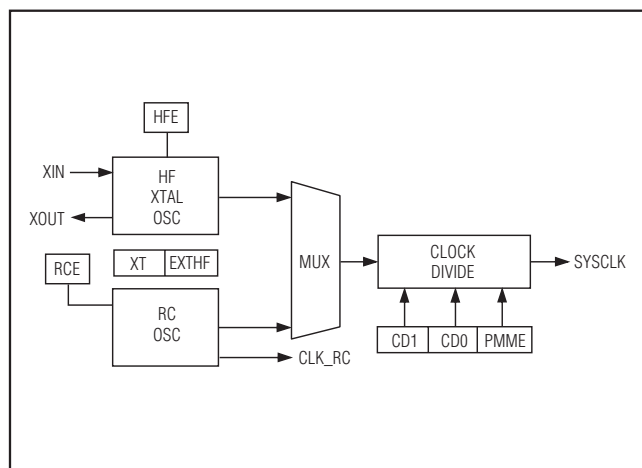 HFE
XIN
HF
XTAL
OSC
XOUT
XT EXTHF
RCE
RC
OSC
CLK_RC
MUX
CLOCK
DIVIDE
SYSCLK
CD1 CD0 PMME